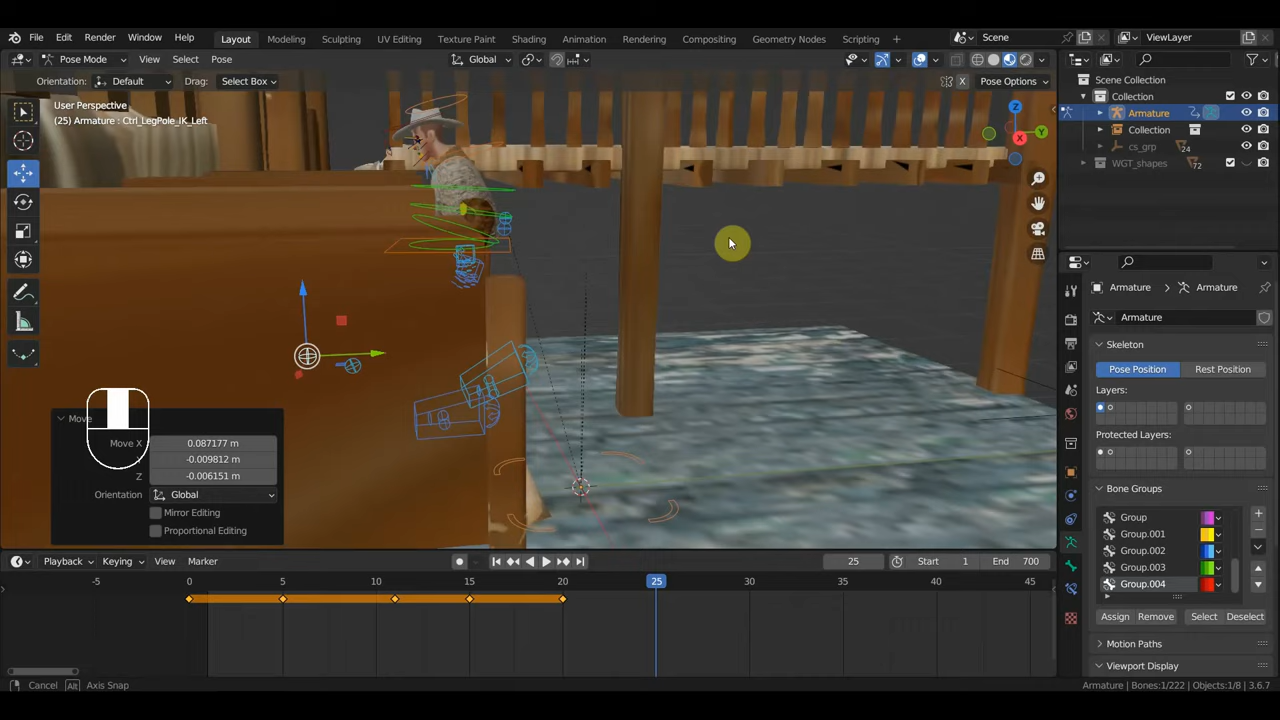 File Edit Render Window Help Layout Modeling Sculpting UV Editing Texture Paint Shading Animation Rendering Compositing Geometry Nodes Scripting + Scene ViewLayer
Pose Mode View Select Pose Global
Orientation: Default Drag: Select Box X Pose Options
User Perspective
(25) Armature : Ctrl_LegPole_IK_Left
Z
Y
X
Scene Collection
Collection
Armature
Collection
cs_grp 24
WGT_shapes 72
Armature > Armature
Armature
Skeleton
Pose Position Rest Position
Layers:
Protected Layers:
Bone Groups
Group
Group.001
Group.002
Group.003
Group.004
Assign Remove Select Deselect
Motion Paths
Viewport Display
Move
Move X 0.087177 m
-0.009812 m
Z -0.006151 m
Orientation Global
Mirror Editing
Proportional Editing
Playback Keying View Marker 25 Start 1 End 700
-5 0 5 10 15 20 25 30 35 40 45
Cancel Alt Axis Snap Armature | Bones:1/222 | Objects:1/8 | 3.6.7